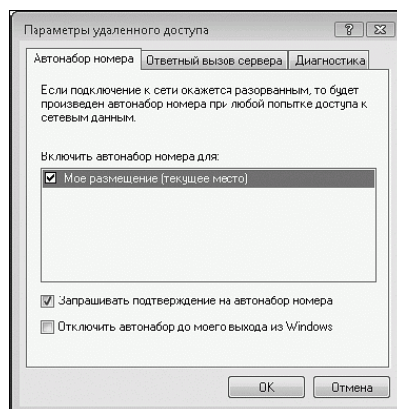 Параметры удаленного доступа
Автонабор номера
Ответный вызов сервера
Диагностика
Если подключение к сети окажется разорванным, то будет
произведен автонабор номера при любой попытке доступа к
сетевым данным.
Включить автонабор номера для:
Мое размещение (текущее место)
Запрашивать подтверждение на автонабор номера
Отключить автонабор до моего выхода из Windows
OK
Отмена